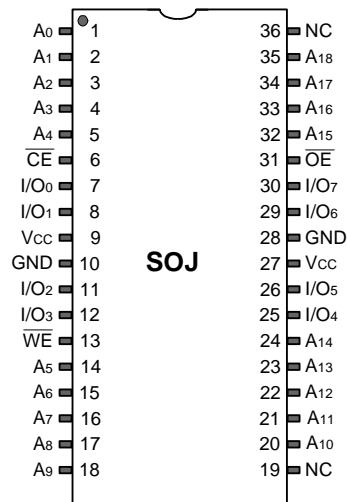 A0 1 36 NC
A1 2 35 A18
A2 3 34 A17
A3 4 33 A16
A4 5 32 A15
C̅E̅ 6 31 O̅E̅
I/O0 7 30 I/O7
I/O1 8 29 I/O6
VCC 9 28 GND
GND 10 SOJ 27 VCC
I/O2 11 26 I/O5
I/O3 12 25 I/O4
W̅E̅ 13 24 A14
A5 14 23 A13
A6 15 22 A12
A7 16 21 A11
A8 17 20 A10
A9 18 19 NC